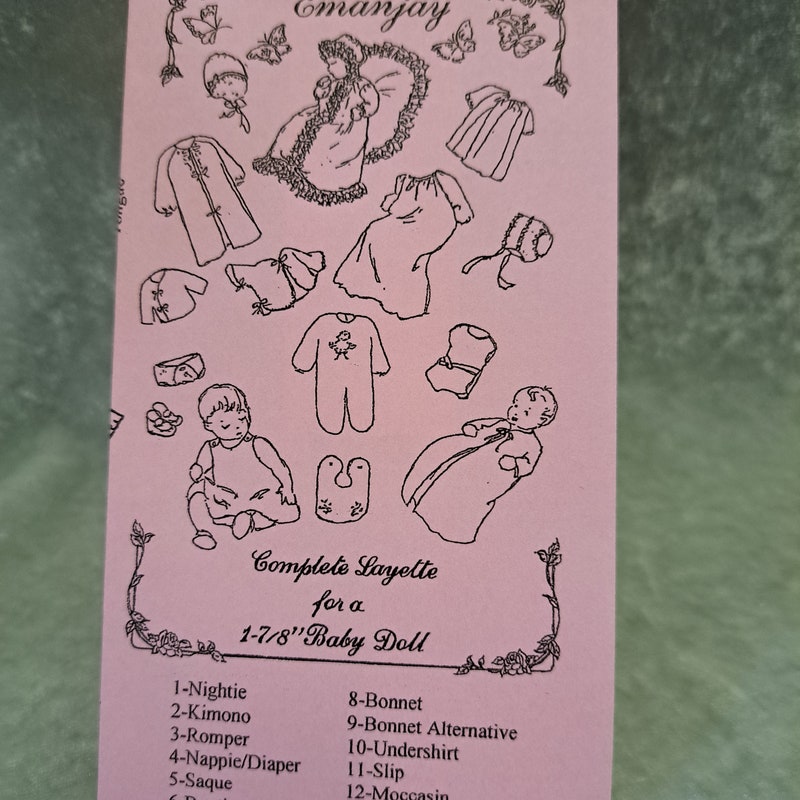 Emanjay
Complete Layette
for a
1-7/8" Baby Doll
1-Nightie
2-Kimono
3-Romper
4-Nappie/Diaper
5-Saque
8-Bonnet
9-Bonnet Alternative
10-Undershirt
11-Slip
12-Moccasin